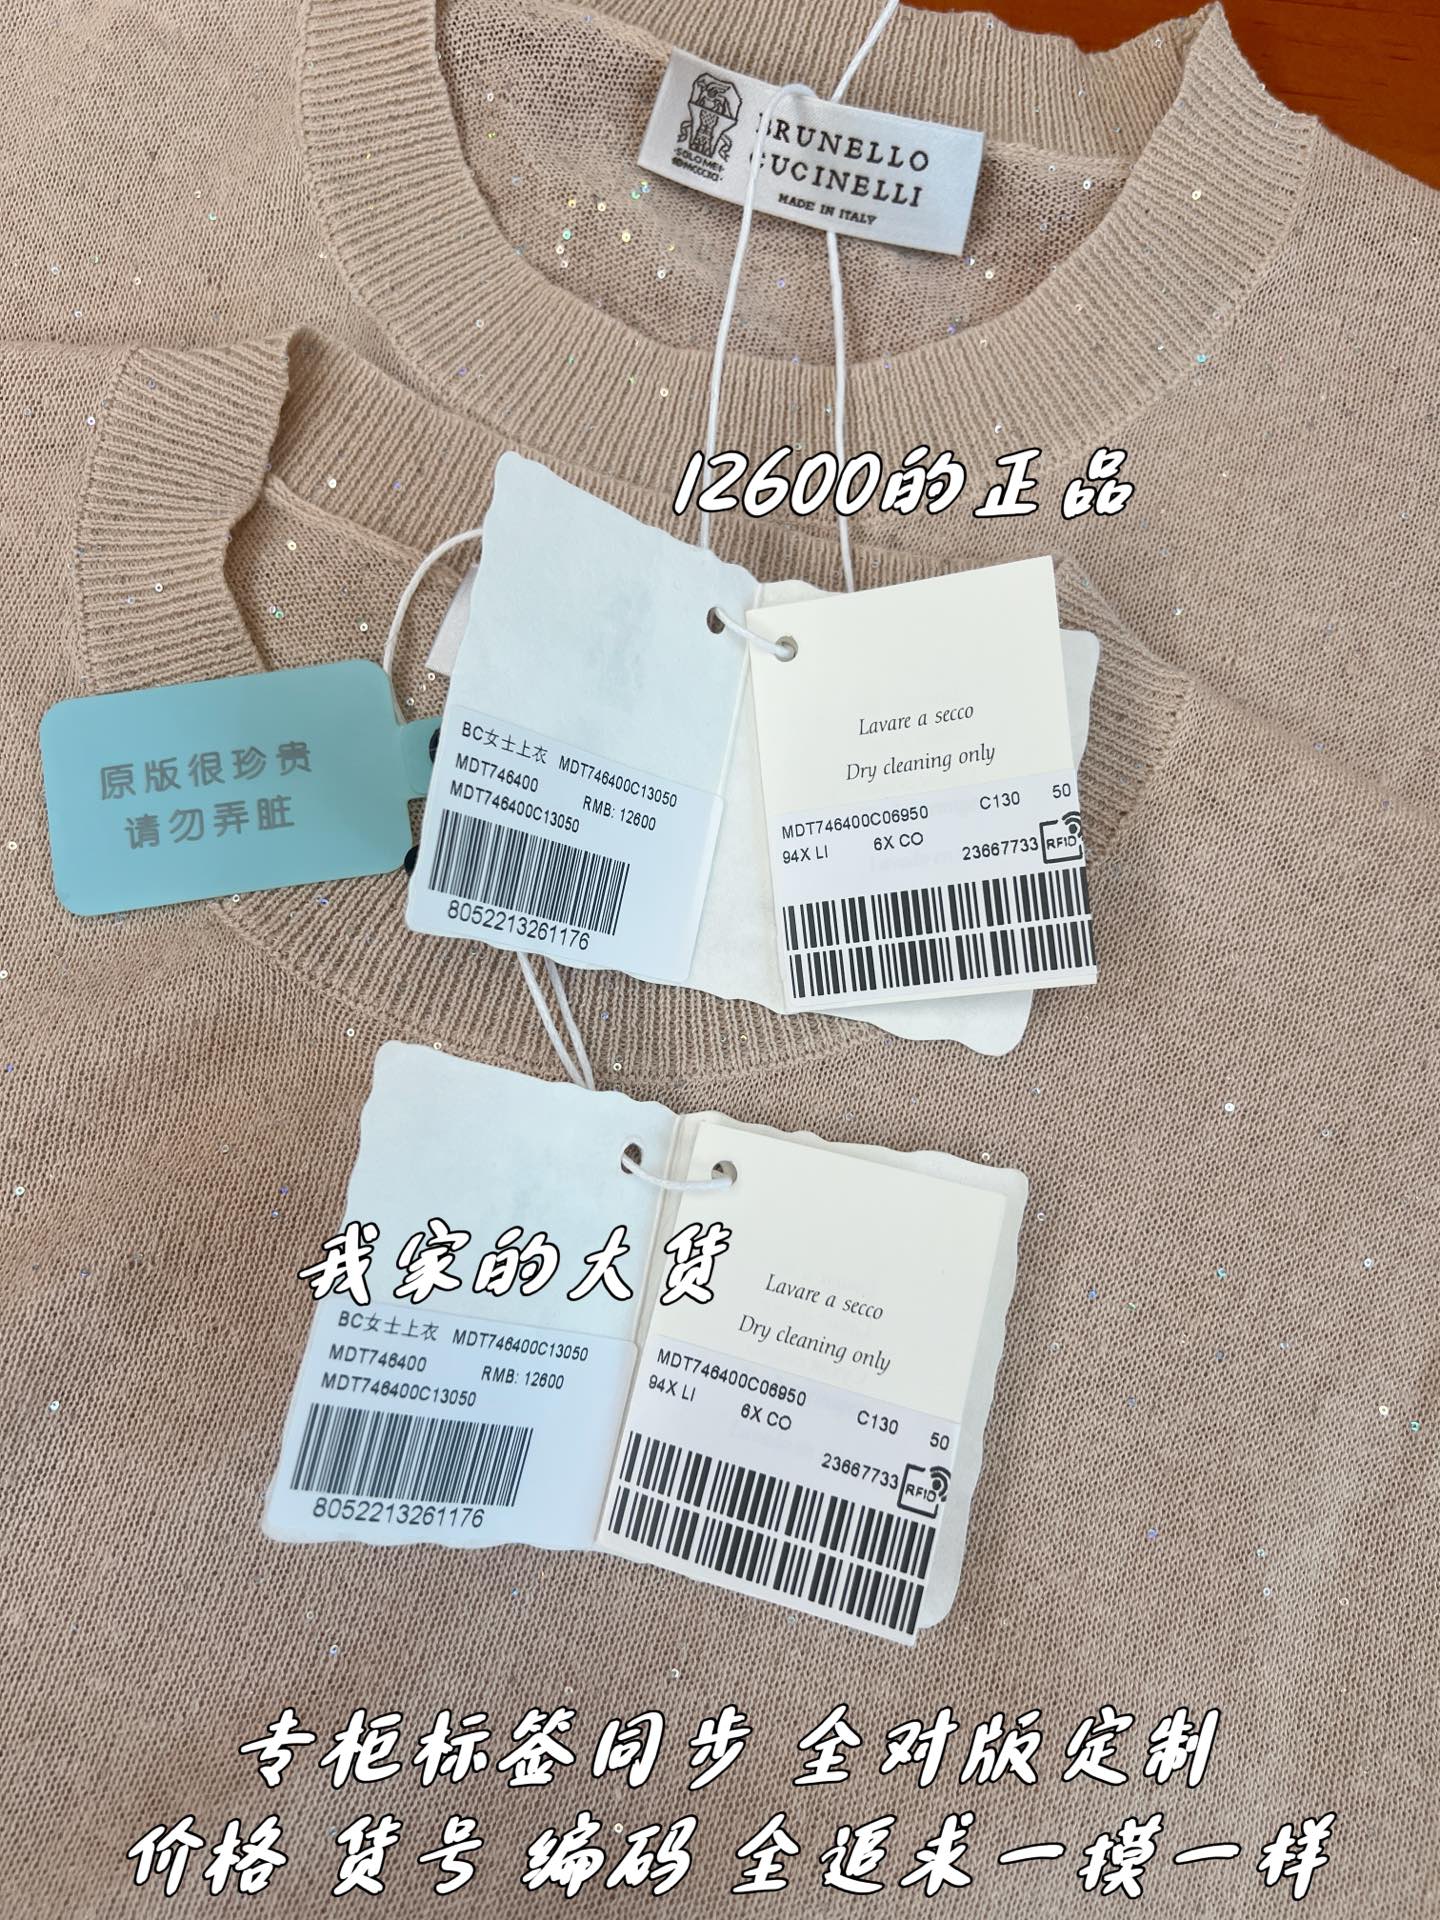 BRUNELLO
CUCINELLI
MADE IN ITALY
SOLOMEI
12600的正品
原版很珍贵
请勿弄脏
BC女士上衣 MDT746400C13050
MDT746400 RMB: 12600
MDT746400C13050
8052213261176
Lavare a secco
Dry cleaning only
MDT746400C06950 C130 50
94X LI 6X CO 23667733 RFID
我家的大货
BC女士上衣 MDT746400C13050
MDT746400 RMB: 12600
MDT746400C13050
8052213261176
Lavare a secco
Dry cleaning only
MDT746400C06950 C130 50
94X LI 6X CO 23667733 RFID
专柜标签同步 全对版定制
价格 货号 编码 全追求一摸一样